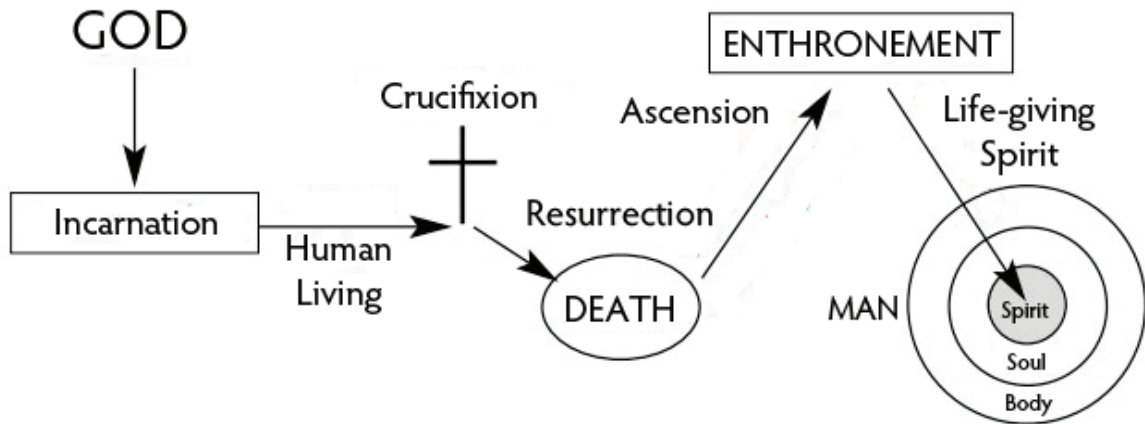 GOD
Incarnation
Human
Living
Crucifixion
Resurrection
DEATH
Ascension
ENTHRONEMENT
Life-giving
Spirit
MAN
Spirit
Soul
Body